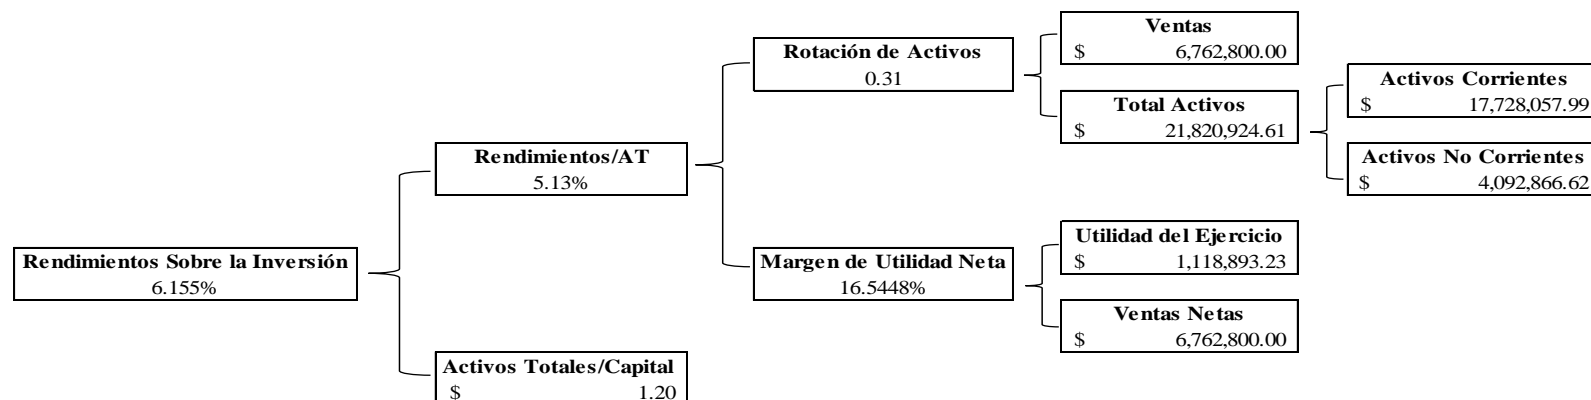 Ventas
$ 6,762,800.00
Rotación de Activos
0.31
Total Activos
$ 21,820,924.61
Activos Corrientes
$ 17,728,057.99
Activos No Corrientes
$ 4,092,866.62
Rendimientos/AT
5.13%
Utilidad del Ejercicio
$ 1,118,893.23
Margen de Utilidad Neta
16.5448%
Ventas Netas
$ 6,762,800.00
Rendimientos Sobre la Inversión
6.155%
Activos Totales/Capital
$ 1.20